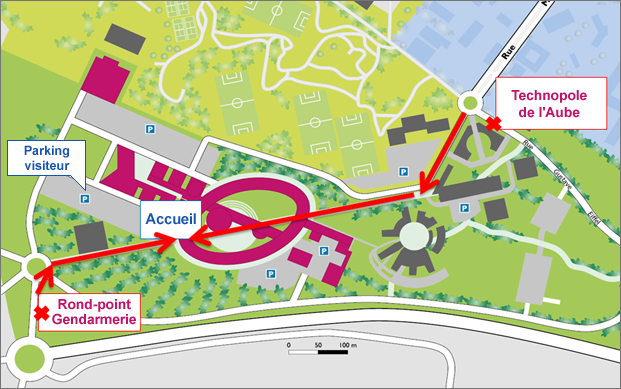 Rue
Technopole
de l'Aube
Rue
Gustave
Eiffel
P
Parking
visiteur
P
P
Accueil
P
P
P
P
Rond-point
Gendarmerie
0 50 100 m